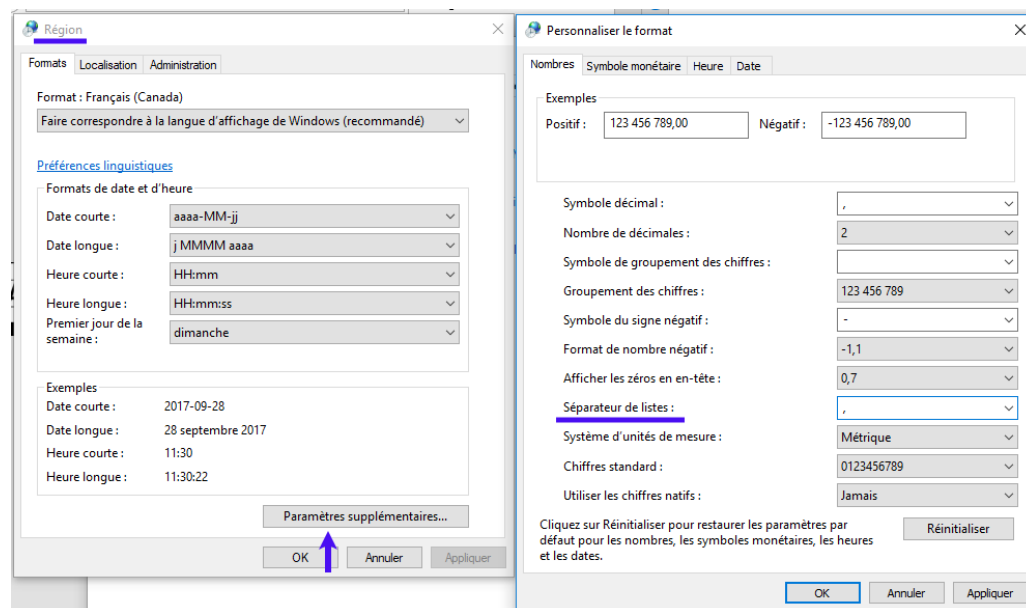 Région
Formats Localisation Administration
Format : Français (Canada)
Faire correspondre à la langue d'affichage de Windows (recommandé)
Préférences linguistiques
Formats de date et d'heure
Date courte : aaaa-MM-jj
Date longue : j MMMM aaaa
Heure courte : HH:mm
Heure longue : HH:mm:ss
Premier jour de la
semaine : dimanche
Exemples
Date courte : 2017-09-28
Date longue : 28 septembre 2017
Heure courte : 11:30
Heure longue : 11:30:22
Paramètres supplémentaires...
OK Annuler Appliquer
Personnaliser le format
Nombres Symbole monétaire Heure Date
Exemples
Positif : 123 456 789,00 Négatif : -123 456 789,00
Symbole décimal : ,
Nombre de décimales : 2
Symbole de groupement des chiffres :
Groupement des chiffres : 123 456 789
Symbole du signe négatif : -
Format de nombre négatif : -1,1
Afficher les zéros en en-tête : 0,7
Séparateur de listes : ,
Système d'unités de mesure : Métrique
Chiffres standard : 0123456789
Utiliser les chiffres natifs : Jamais
Cliquez sur Réinitialiser pour restaurer les paramètres par
défaut pour les nombres, les symboles monétaires, les heures
et les dates.
Réinitialiser
OK Annuler Appliquer